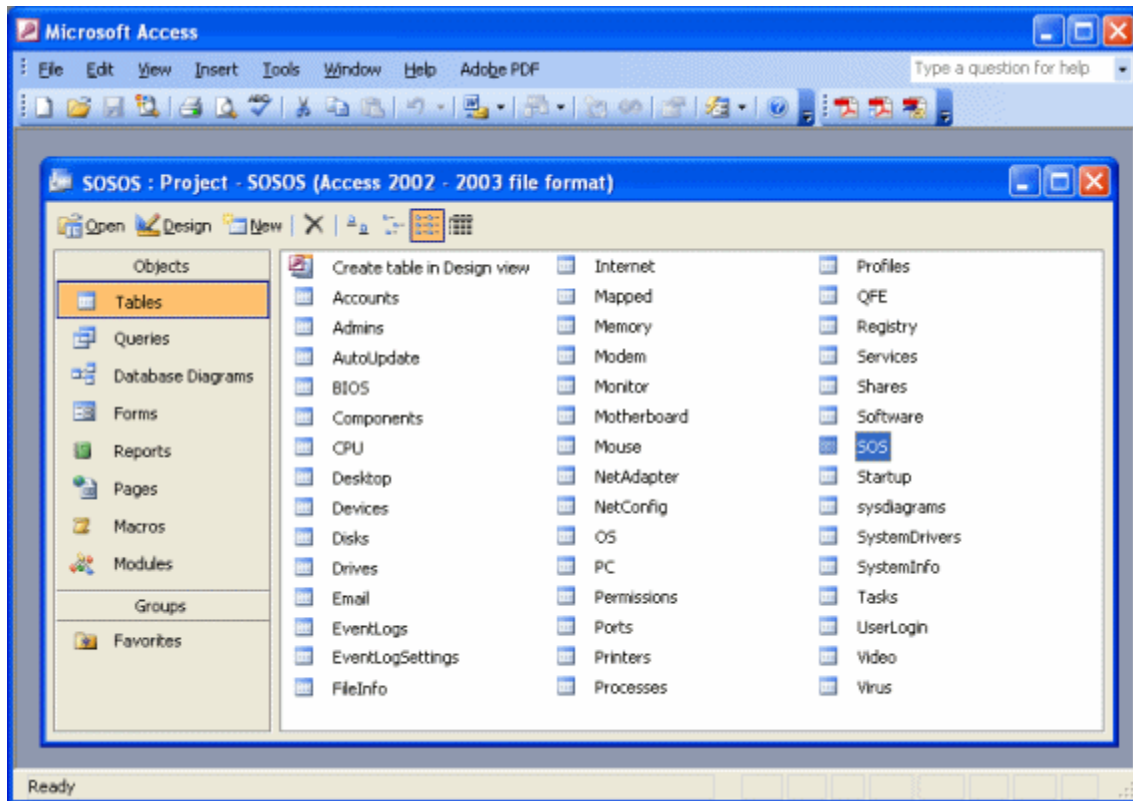 Microsoft Access
File Edit View Insert Tools Window Help Adobe PDF Type a question for help
SOSOS : Project - SOSOS (Access 2002 - 2003 file format)
Open Design New
Objects
Tables
Queries
Database Diagrams
Forms
Reports
Pages
Macros
Modules
Groups
Favorites
Create table in Design view
Accounts
Admins
AutoUpdate
BIOS
Components
CPU
Desktop
Devices
Disks
Drives
Email
EventLogs
EventLogSettings
FileInfo
Internet
Mapped
Memory
Modem
Monitor
Motherboard
Mouse
NetAdapter
NetConfig
OS
PC
Permissions
Ports
Printers
Processes
Profiles
QFE
Registry
Services
Shares
Software
SOS
Startup
sysdiagrams
SystemDrivers
SystemInfo
Tasks
UserLogin
Video
Virus
Ready